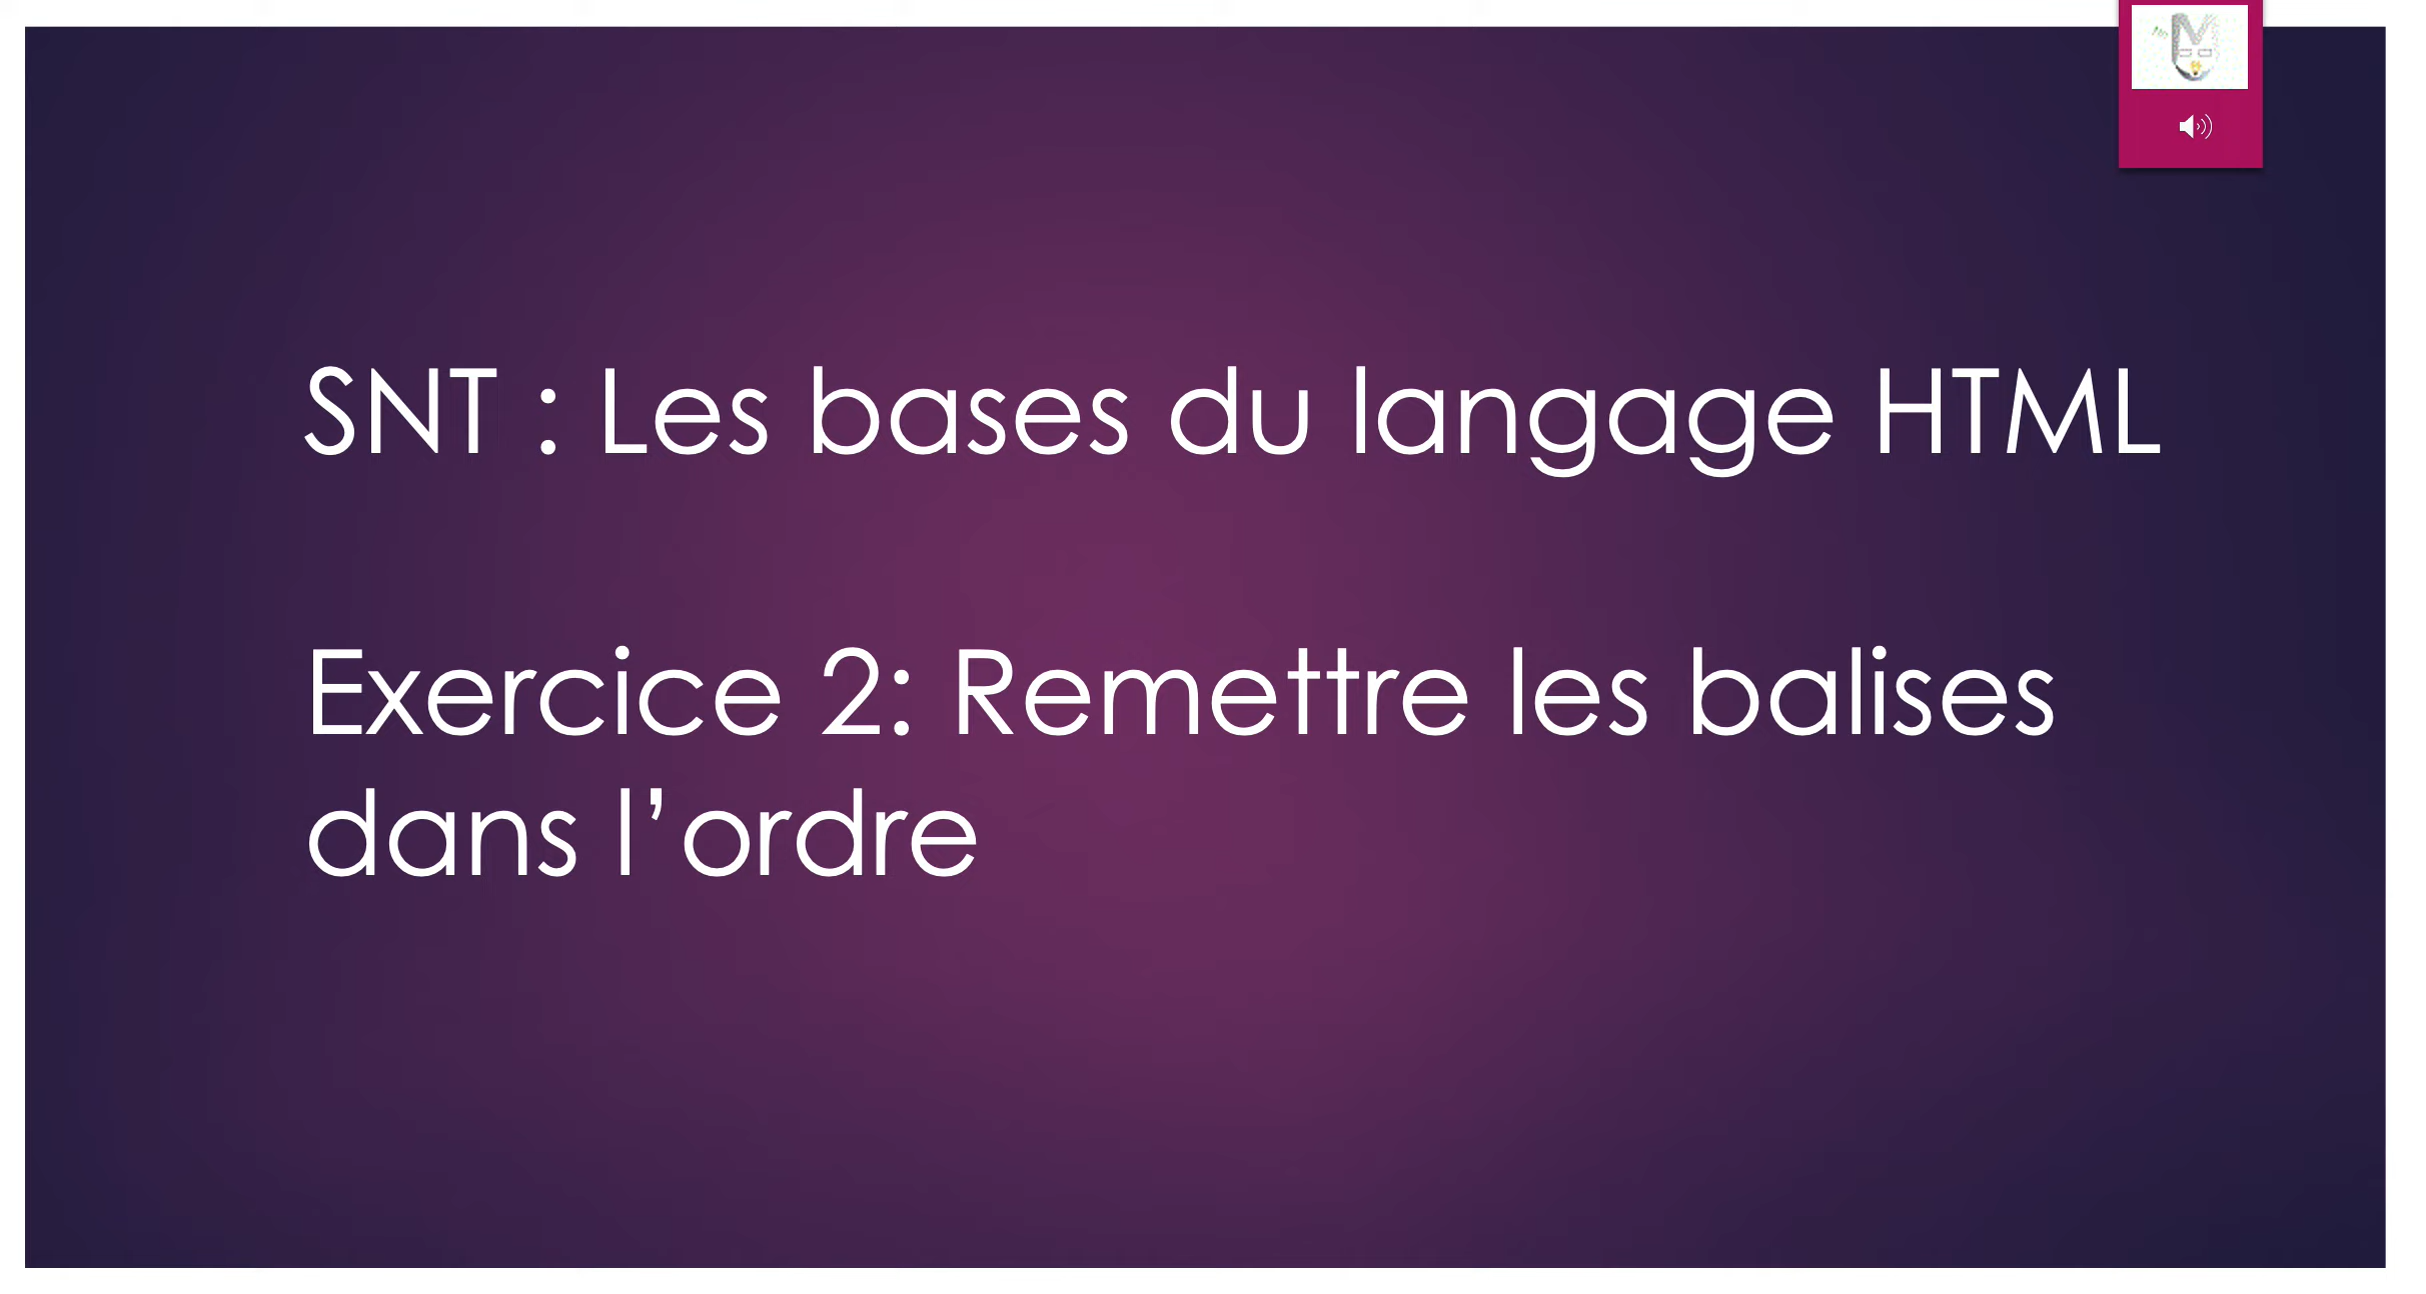 SNT : Les bases du langage HTML
Exercice 2: Remettre les balises
dans l’ordre